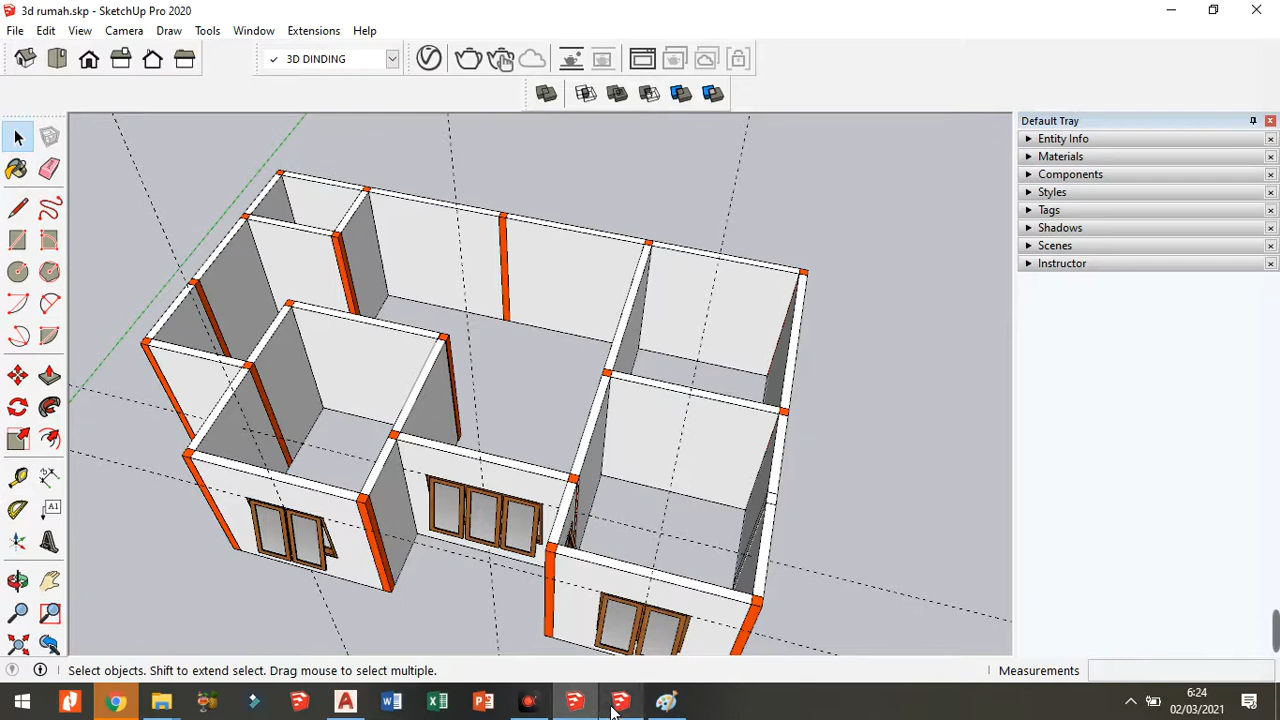 3d rumah.skp - SketchUp Pro 2020
File Edit View Camera Draw Tools Window Extensions Help
✓ 3D DINDING
Default Tray
Entity Info
Materials
Components
Styles
Tags
Shadows
Scenes
Instructor
A1
Select objects. Shift to extend select. Drag mouse to select multiple.
Measurements
6:24
02/03/2021